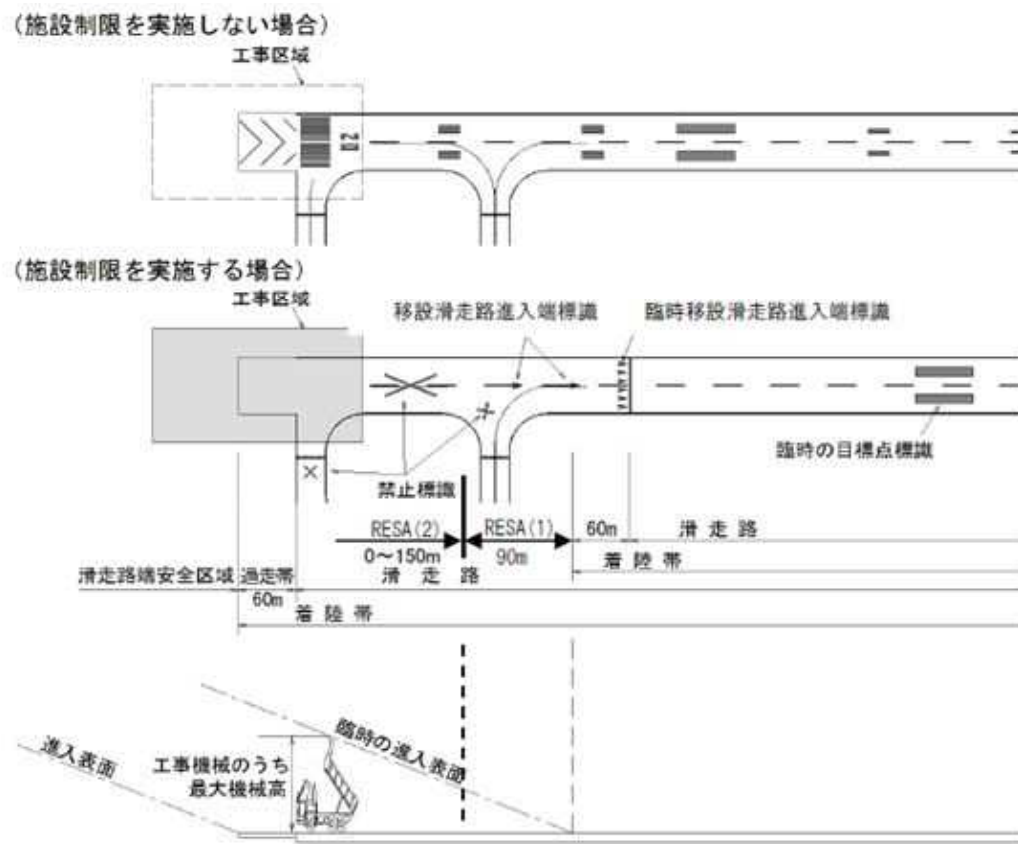 (施設制限を実施しない場合)
工事区域
20
(施設制限を実施する場合)
工事区域
移設滑走路進入端標識
臨時移設滑走路進入端標識
臨時の目標点標識
禁止標識
RESA(2)
RESA(1)
60m
滑走路
0～150m
90m
着陸帯
滑走路端安全区域
過走帯
滑走路
60m
着陸帯
進入表面
臨時の進入表面
工事機械のうち
最大機械高